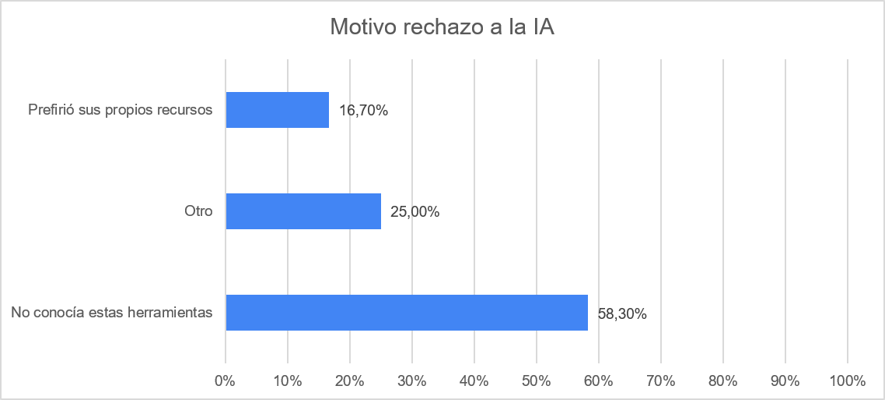 Motivo rechazo a la IA
Prefirió sus propios recursos
16,70%
Otro
25,00%
No conocía estas herramientas
58,30%
0% 10% 20% 30% 40% 50% 60% 70% 80% 90% 100%